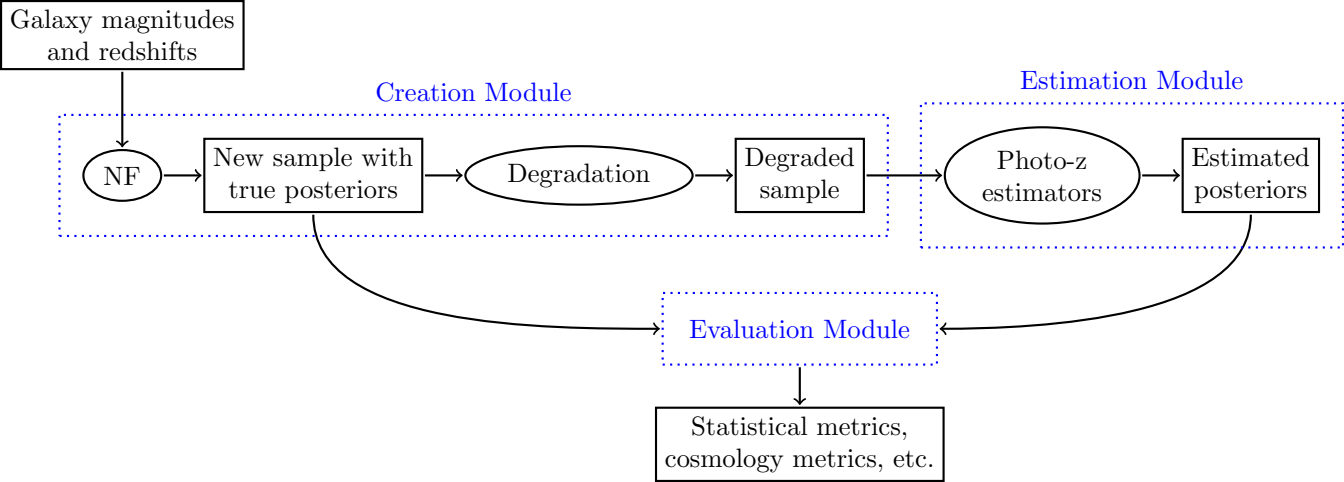 Galaxy magnitudes
and redshifts
Creation Module
Estimation Module
NF
New sample with
true posteriors
Degradation
Degraded
sample
Photo-z
estimators
Estimated
posteriors
Evaluation Module
Statistical metrics,
cosmology metrics, etc.